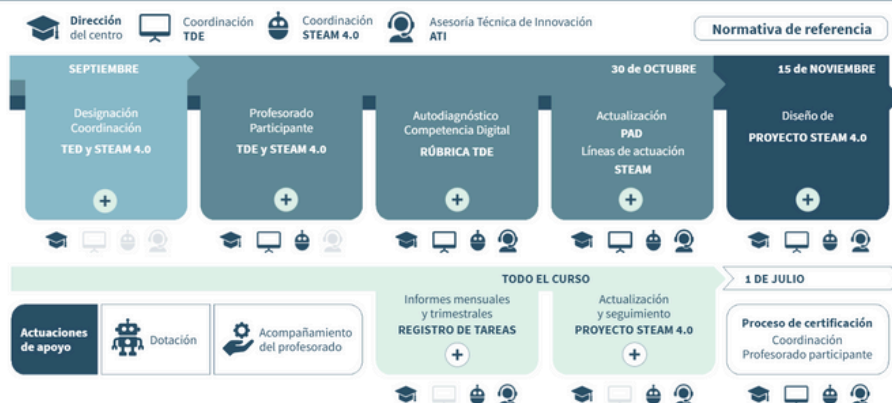 Dirección
del centro
Coordinación
TDE
Coordinación
STEAM 4.0
Asesoría Técnica de Innovación
ATI
Normativa de referencia
SEPTIEMBRE
30 de OCTUBRE
15 de NOVIEMBRE
Designación
Coordinación
TED y STEAM 4.0
+
Profesorado
Participante
TDE y STEAM 4.0
+
Autodiagnóstico
Competencia Digital
RÚBRICA TDE
+
Actualización
PAD
Líneas de actuación
STEAM
+
Diseño de
PROYECTO STEAM 4.0
+
TODO EL CURSO
1 DE JULIO
Actuaciones
de apoyo
Dotación
Acompañamiento
del profesorado
Informes mensuales
y trimestrales
REGISTRO DE TAREAS
+
Actualización
y seguimiento
PROYECTO STEAM 4.0
+
Proceso de certificación
Coordinación
Profesorado participante